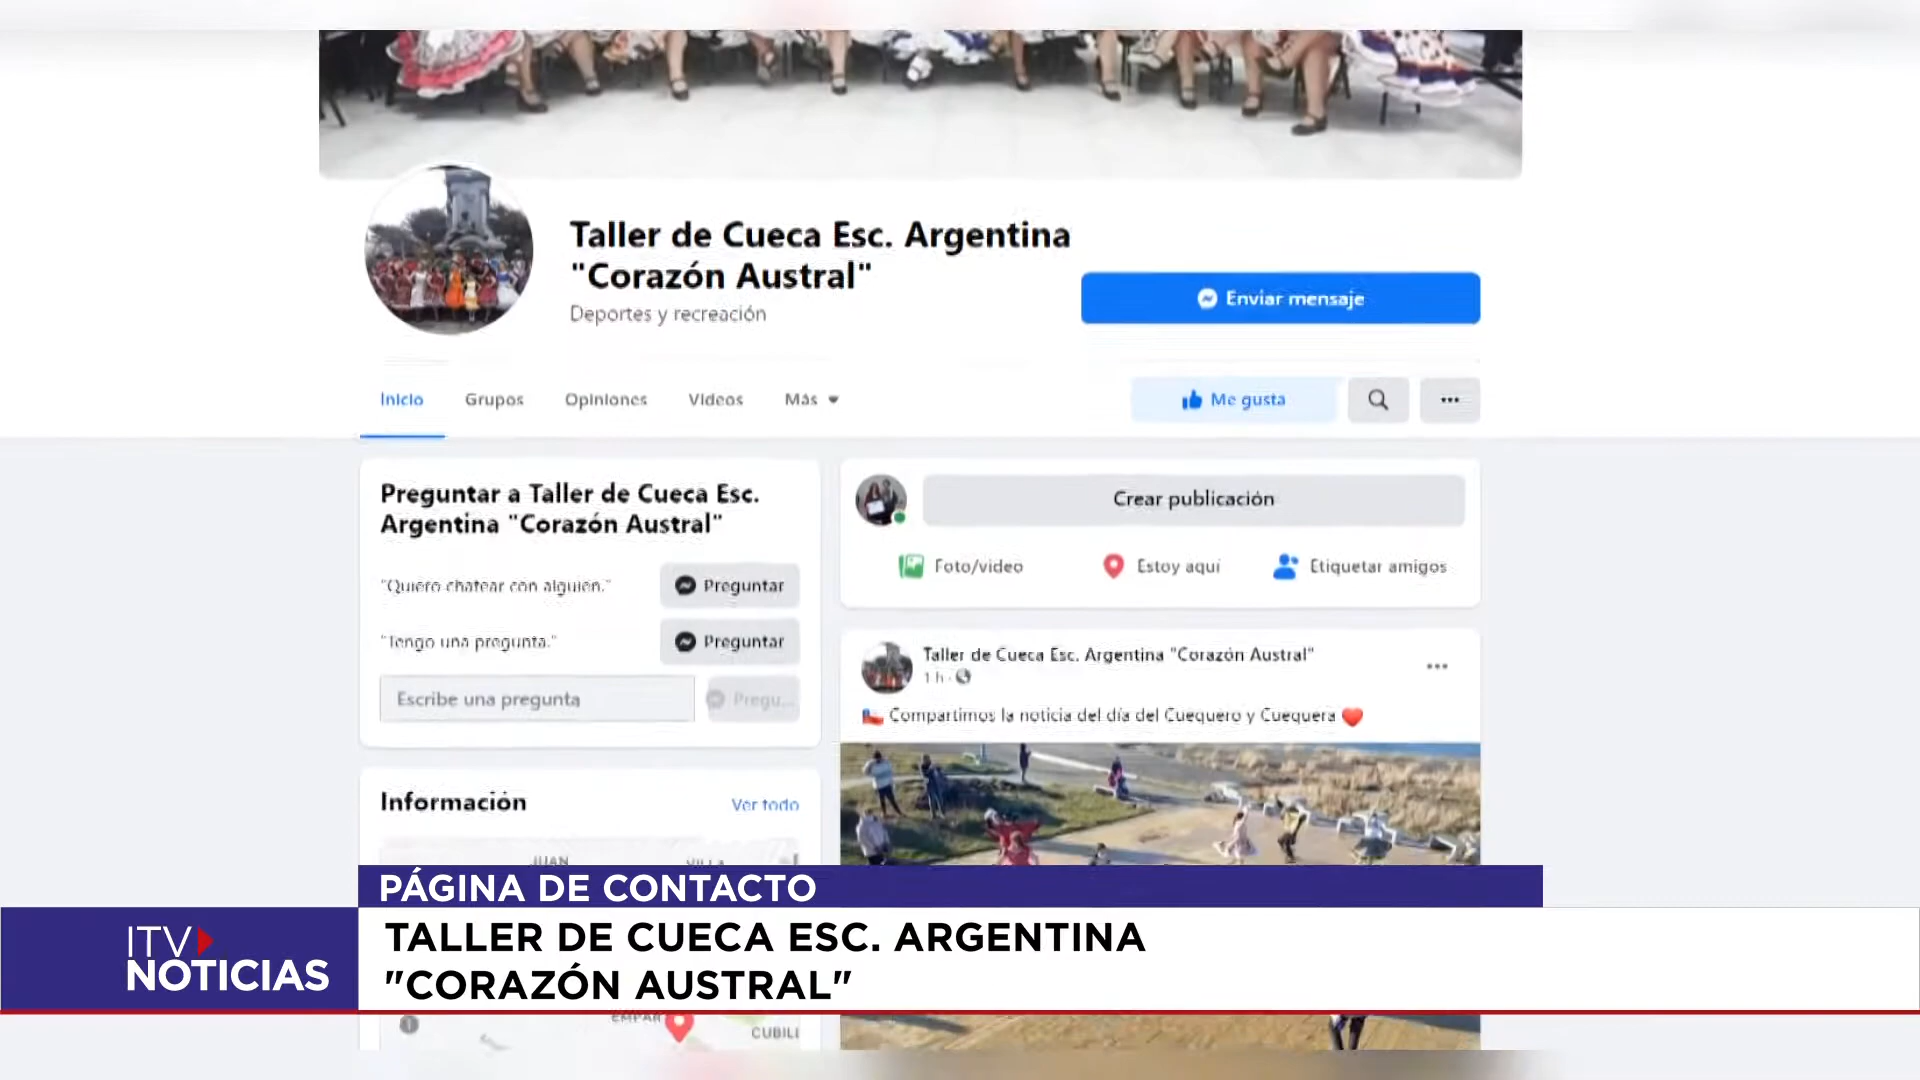 Taller de Cueca Esc. Argentina
"Corazón Austral"
Deportes y recreación
Enviar mensaje
Inicio
Grupos
Opiniones
Videos
Más
Me gusta
Preguntar a Taller de Cueca Esc.
Argentina "Corazón Austral"
"Quiero chatear con alguien."
Preguntar
"Tengo una pregunta."
Preguntar
Escribe una pregunta
Pregu...
Información
Ver todo
JUAN
VILLA
Crear publicación
Foto/video
Estoy aquí
Etiquetar amigos
Taller de Cueca Esc. Argentina "Corazón Austral"
1 h ·
Compartimos la noticia del día del Cuequero y Cuequera
PÁGINA DE CONTACTO
ITV
NOTICIAS
TALLER DE CUECA ESC. ARGENTINA
"CORAZÓN AUSTRAL"
CUBILL